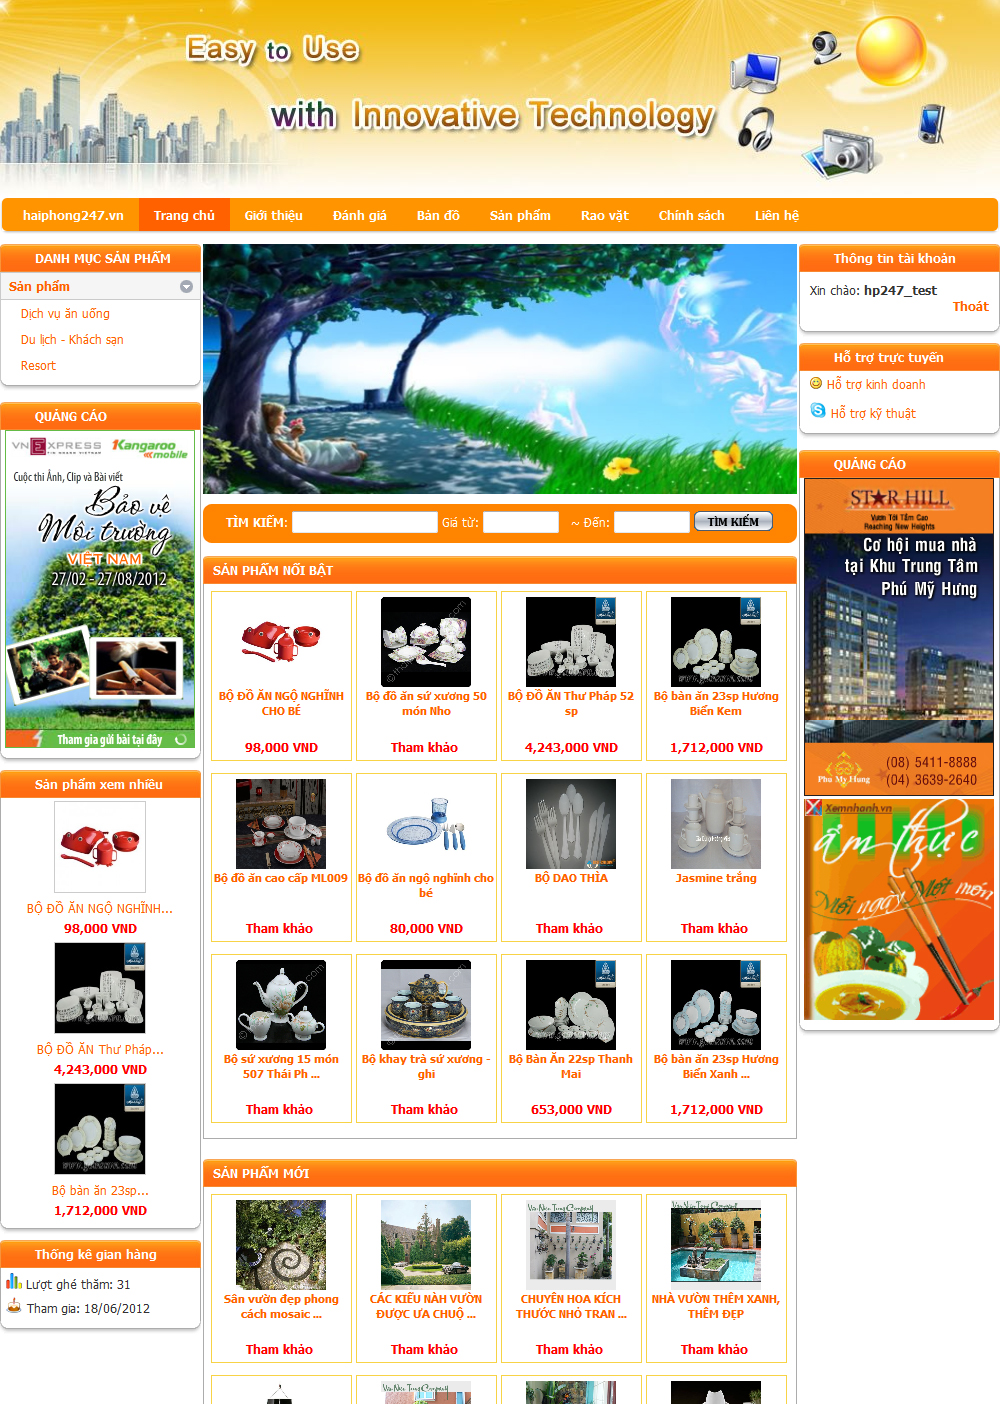 Easy to Use
with Innovative Technology
haiphong247.vn Trang chủ Giới thiệu Đánh giá Bản đồ Sản phẩm Rao vặt Chính sách Liên hệ
DANH MỤC SẢN PHẨM
Sản phẩm
Dịch vụ ăn uống
Du lịch - Khách sạn
Resort
QUẢNG CÁO
VNEXPRESS
TIN NHANH VIỆT NAM
Kangaroo
mobile
Cuộc thi Ảnh, Clip và Bài viết
Bảo vệ
Môi trường
VIỆT NAM
27/02 - 27/08/2012
Tham gia gửi bài tại đây
Sản phẩm xem nhiều
BỘ ĐỒ ĂN NGỘ NGHĨNH...
98,000 VND
BỘ ĐỒ ĂN Thư Pháp...
4,243,000 VND
Bộ bàn ăn 23sp...
1,712,000 VND
Thống kê gian hàng
Lượt ghé thăm: 31
Tham gia: 18/06/2012
TÌM KIẾM: Giá từ: ~ Đến: TÌM KIẾM
SẢN PHẨM NỔI BẬT
BỘ ĐỒ ĂN NGỘ NGHĨNH
CHO BÉ
98,000 VND
Bộ đồ ăn sứ xương 50
món Nho
Tham khảo
BỘ ĐỒ ĂN Thư Pháp 52
sp
4,243,000 VND
Bộ bàn ăn 23sp Hương
Biển Kem
1,712,000 VND
Bộ đồ ăn cao cấp ML009
Tham khảo
Bộ đồ ăn ngộ nghĩnh cho
bé
80,000 VND
BỘ DAO THÌA
Tham khảo
Jasmine trắng
Tham khảo
Bộ sứ xương 15 món
507 Thái Ph ...
Tham khảo
Bộ khay trà sứ xương -
ghi
Tham khảo
Bộ Bàn Ăn 22sp Thanh
Mai
653,000 VND
Bộ bàn ăn 23sp Hương
Biển Xanh ...
1,712,000 VND
SẢN PHẨM MỚI
Sân vườn đẹp phong
cách mosaic ...
Tham khảo
CÁC KIỂU NÀH VƯỜN
ĐƯỢC ƯA CHUỘ ...
Tham khảo
CHUYÊN HOA KÍCH
THƯỚC NHỎ TRAN ...
Tham khảo
NHÀ VƯỜN THÊM XANH,
THÊM ĐẸP
Tham khảo
Thông tin tài khoản
Xin chào: hp247_test
Thoát
Hỗ trợ trực tuyến
Hỗ trợ kinh doanh
Hỗ trợ kỹ thuật
QUẢNG CÁO
STAR HILL
Vươn Tới Tầm Cao
Reaching New Heights
Cơ hội mua nhà
tại Khu Trung Tâm
Phú Mỹ Hưng
Phu My Hung
(08) 5411-8888
(04) 3639-2640
Xemnhanh.vn
ẩm thực
Mỗi ngày Một món